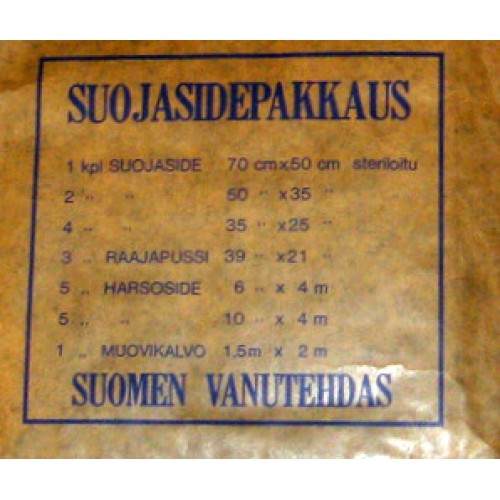 SUOJASIDEPAKKAUS
1 kpl SUOJASIDE 70 cm x 50 cm steriloitu
2 " " 50 " x 35 "
4 " " 35 " x 25 "
3 " RAAJAPUSSI 39 " x 21 "
5 " HARSOSIDE 6 " x 4 m
5 " " 10 " x 4 m
1 " MUOVIKALVO 1,5m x 2 m
SUOMEN VANUTEHDAS